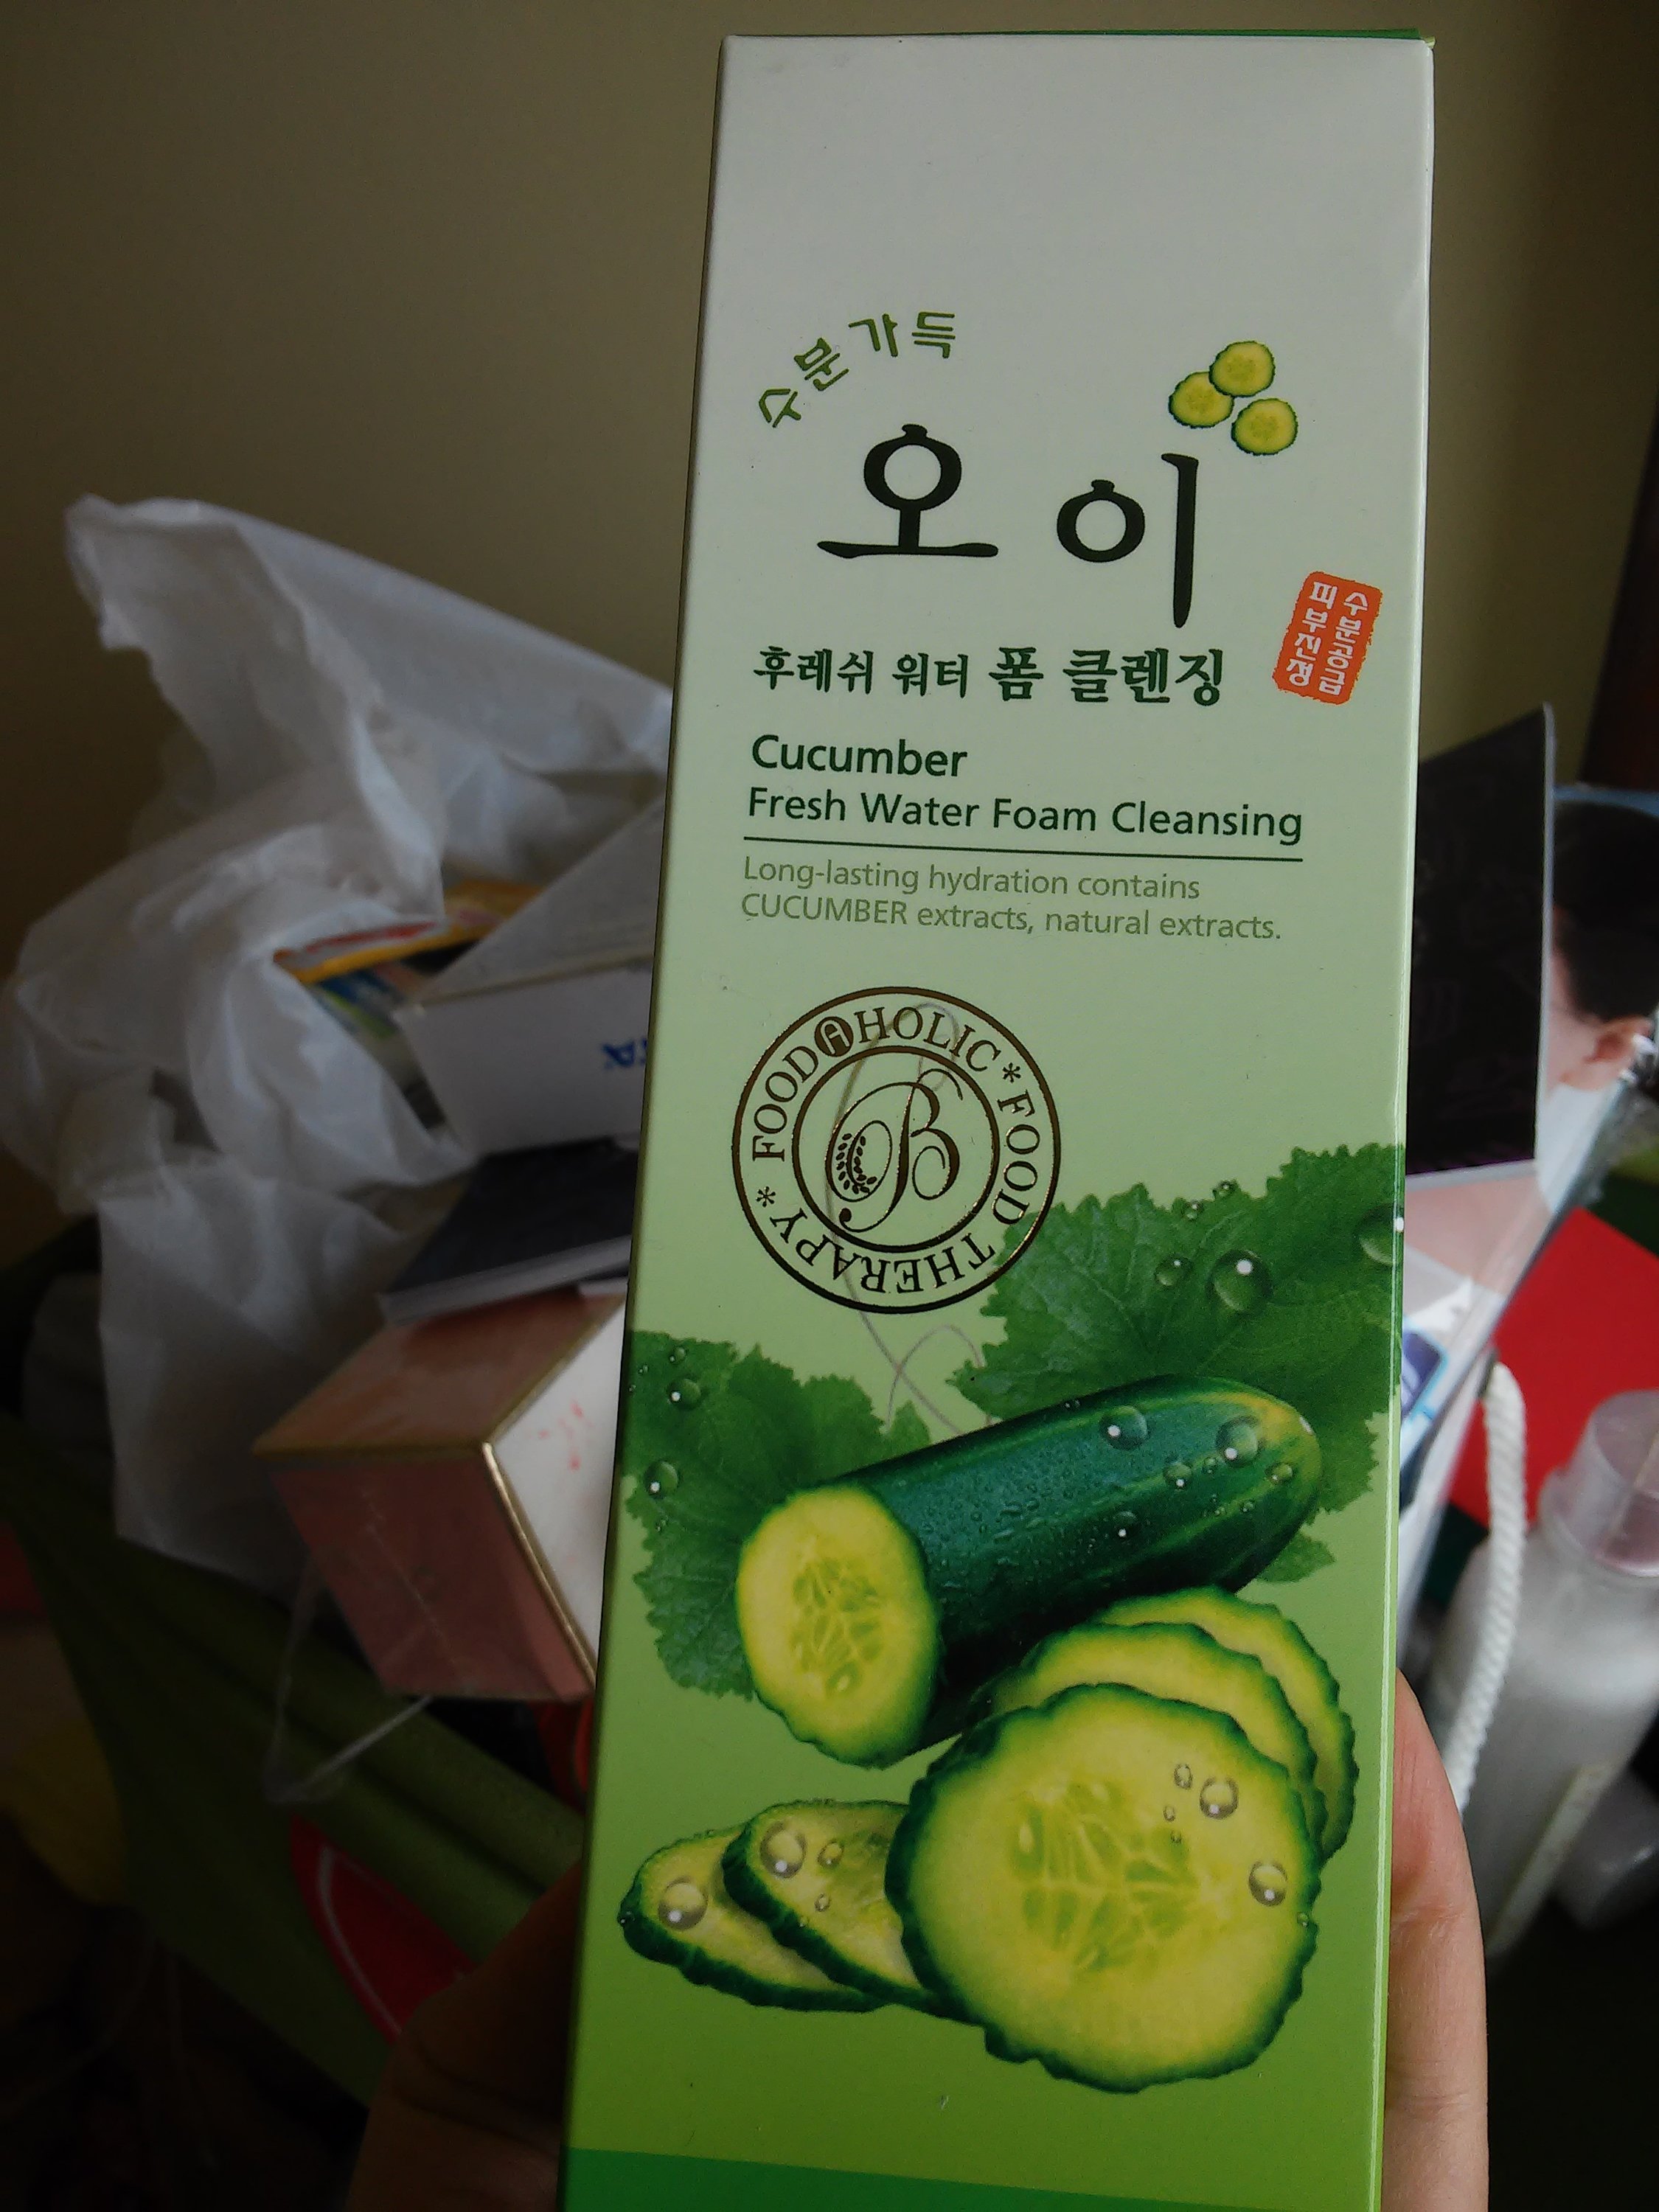 수분 가득
오이
수분공급
피부진정
후레쉬 워터 폼 클렌징
Cucumber
Fresh Water Foam Cleansing
Long-lasting hydration contains
CUCUMBER extracts, natural extracts.
FOODAHOLIC * FOOD THERAPY *
B